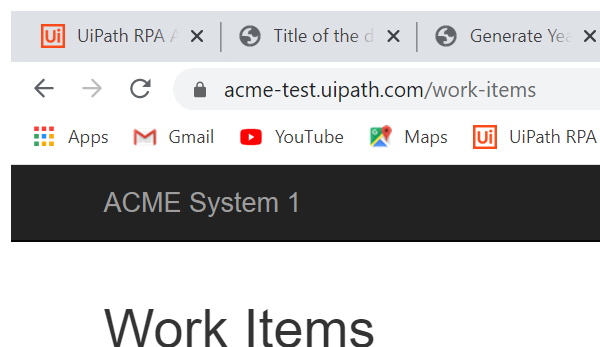 Ui UiPath RPA A Title of the d Generate Yea
acme-test.uipath.com/work-items
Apps Gmail YouTube Maps Ui UiPath RPA
ACME System 1
Work Items